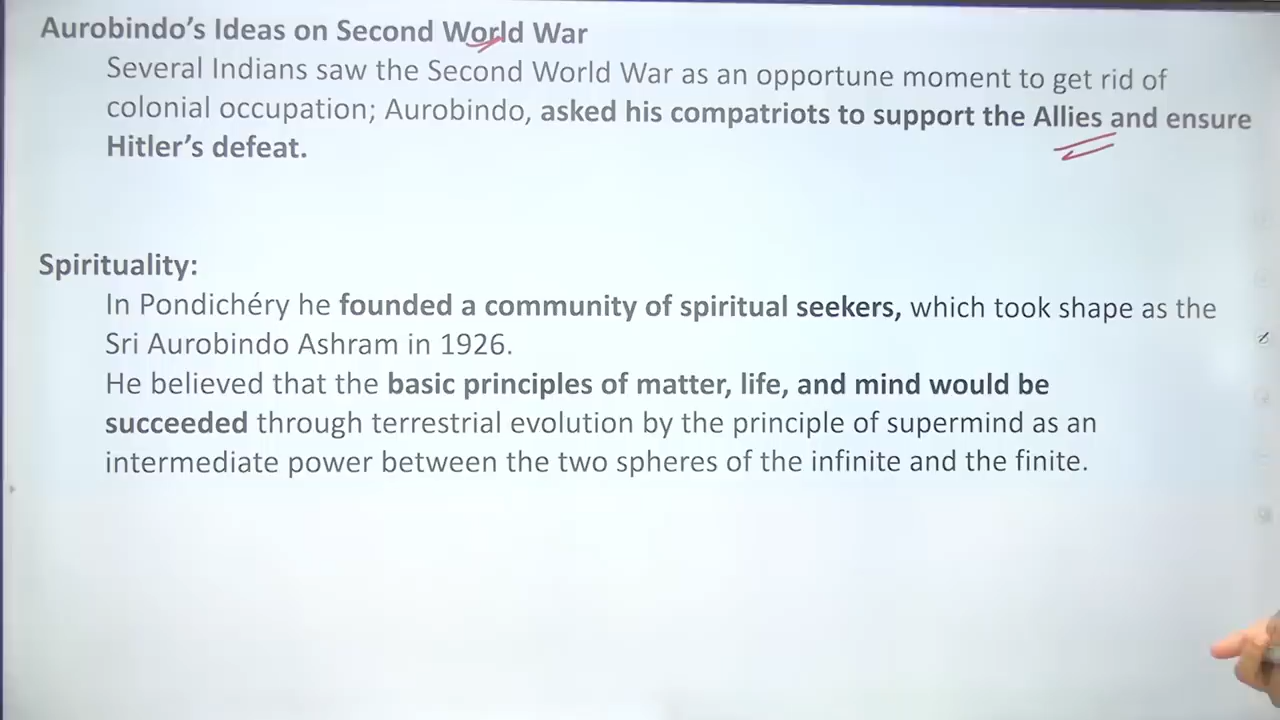 Aurobindo's Ideas on Second World War
Several Indians saw the Second World War as an opportune moment to get rid of
colonial occupation; Aurobindo, asked his compatriots to support the Allies and ensure
Hitler's defeat.
Spirituality:
In Pondichéry he founded a community of spiritual seekers, which took shape as the
Sri Aurobindo Ashram in 1926.
He believed that the basic principles of matter, life, and mind would be
succeeded through terrestrial evolution by the principle of supermind as an
intermediate power between the two spheres of the infinite and the finite.